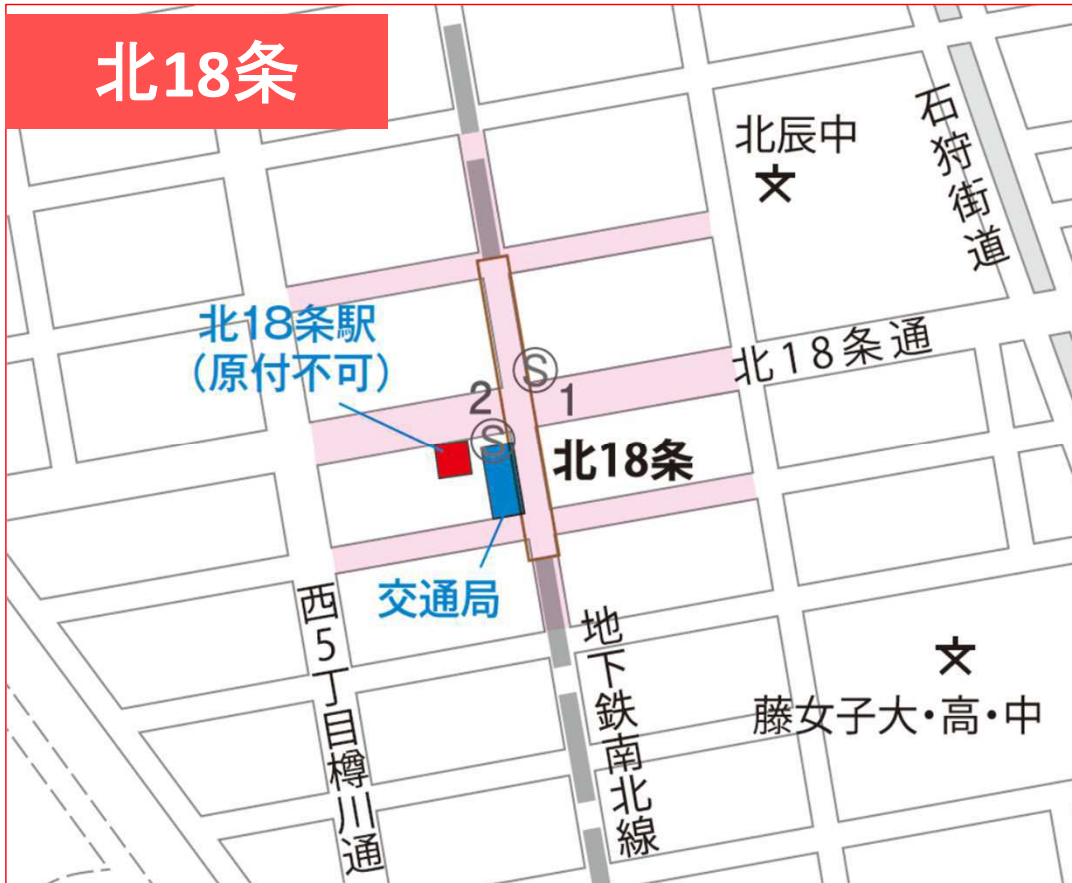 北18条
北辰中
石狩街道
北18条駅
（原付不可）
北18条通
S
2
1
S
北18条
交通局
西5丁目樽川通
地下鉄南北線
藤女子大・高・中